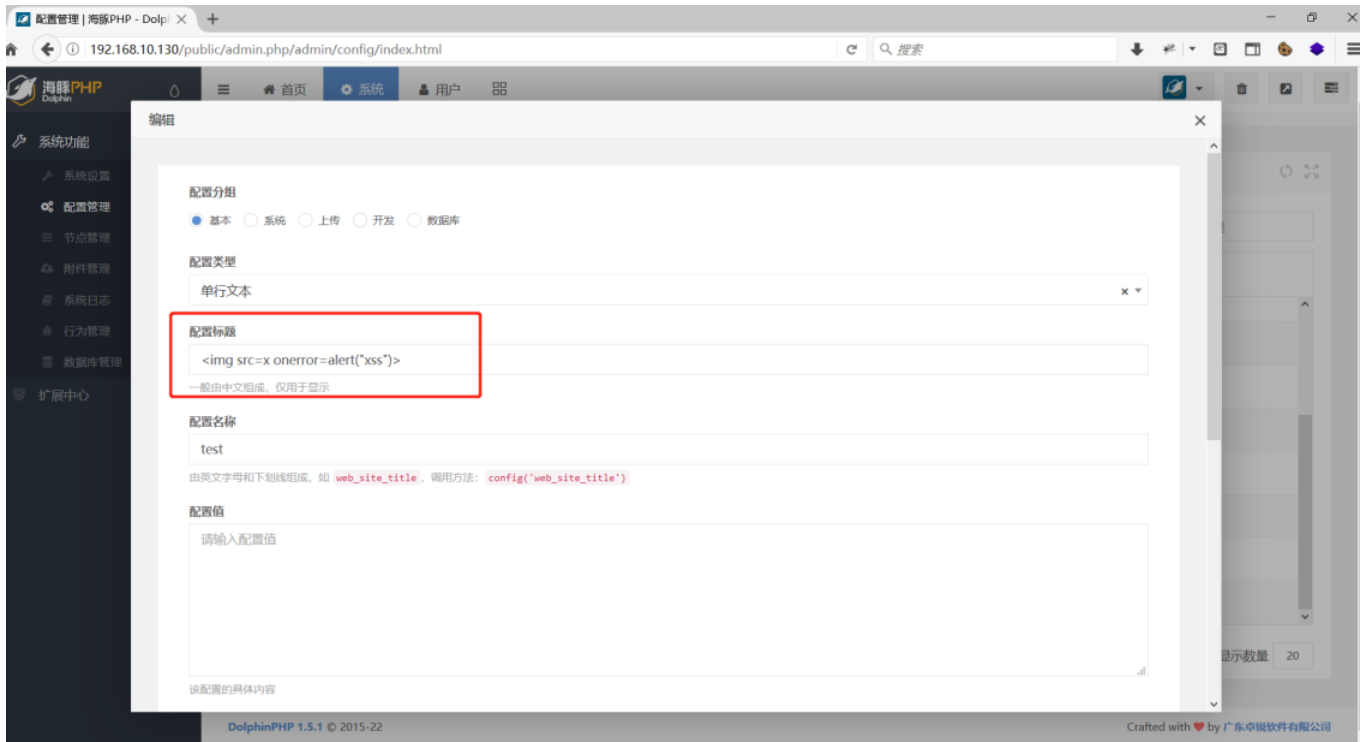 配置管理 | 海豚PHP - Dolp
192.168.10.130/public/admin.php/admin/config/index.html
搜索
海豚PHP
Dolphin
首页
系统
用户
编辑
系统功能
系统设置
配置管理
节点管理
附件管理
系统日志
行为管理
数据库管理
扩展中心
配置分组
基本 系统 上传 开发 数据库
配置类型
单行文本
配置标题
<img src=x onerror=alert("xss")>
一般由中文组成，仅用于显示
配置名称
test
由英文字母和下划线组成，如 web_site_title，调用方法：config('web_site_title')
配置值
请输入配置值
该配置的具体内容
显示数量 20
DolphinPHP 1.5.1 © 2015-22
Crafted with ❤ by 广东卓锐软件有限公司